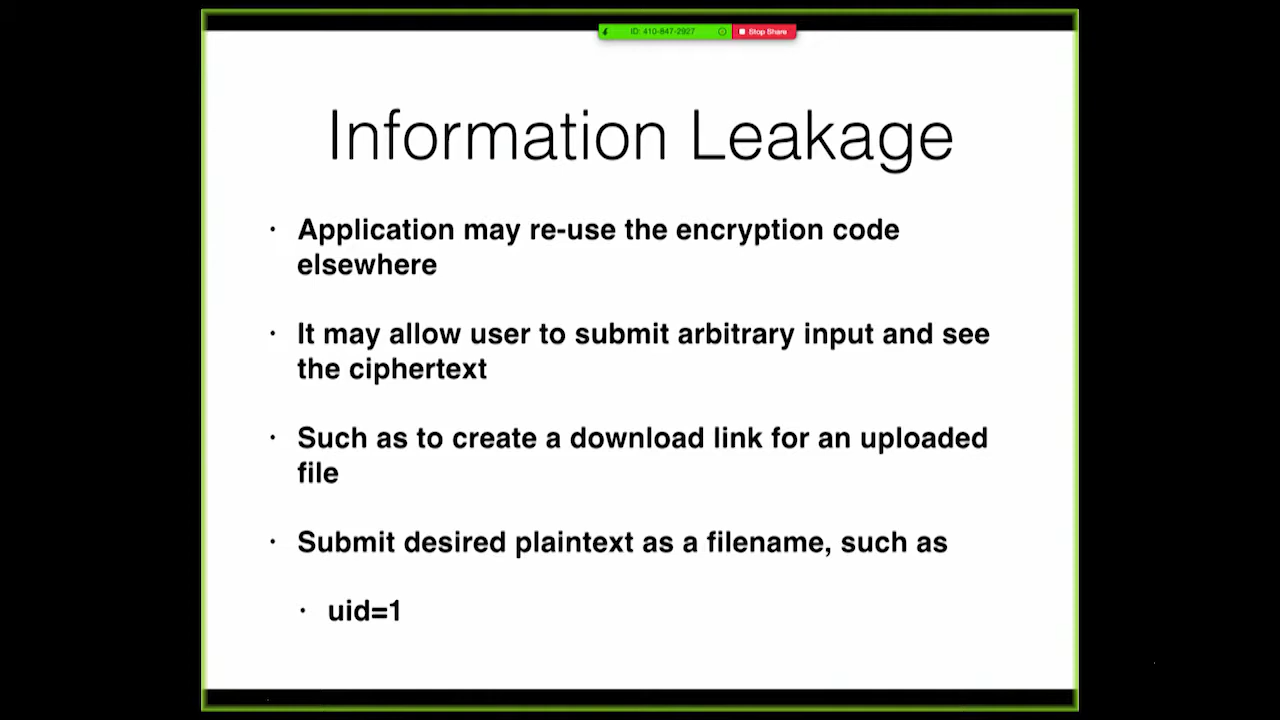 ID: 410-847-2927 Stop Share
Information Leakage
• Application may re-use the encryption code
elsewhere
• It may allow user to submit arbitrary input and see
the ciphertext
• Such as to create a download link for an uploaded
file
• Submit desired plaintext as a filename, such as
• uid=1